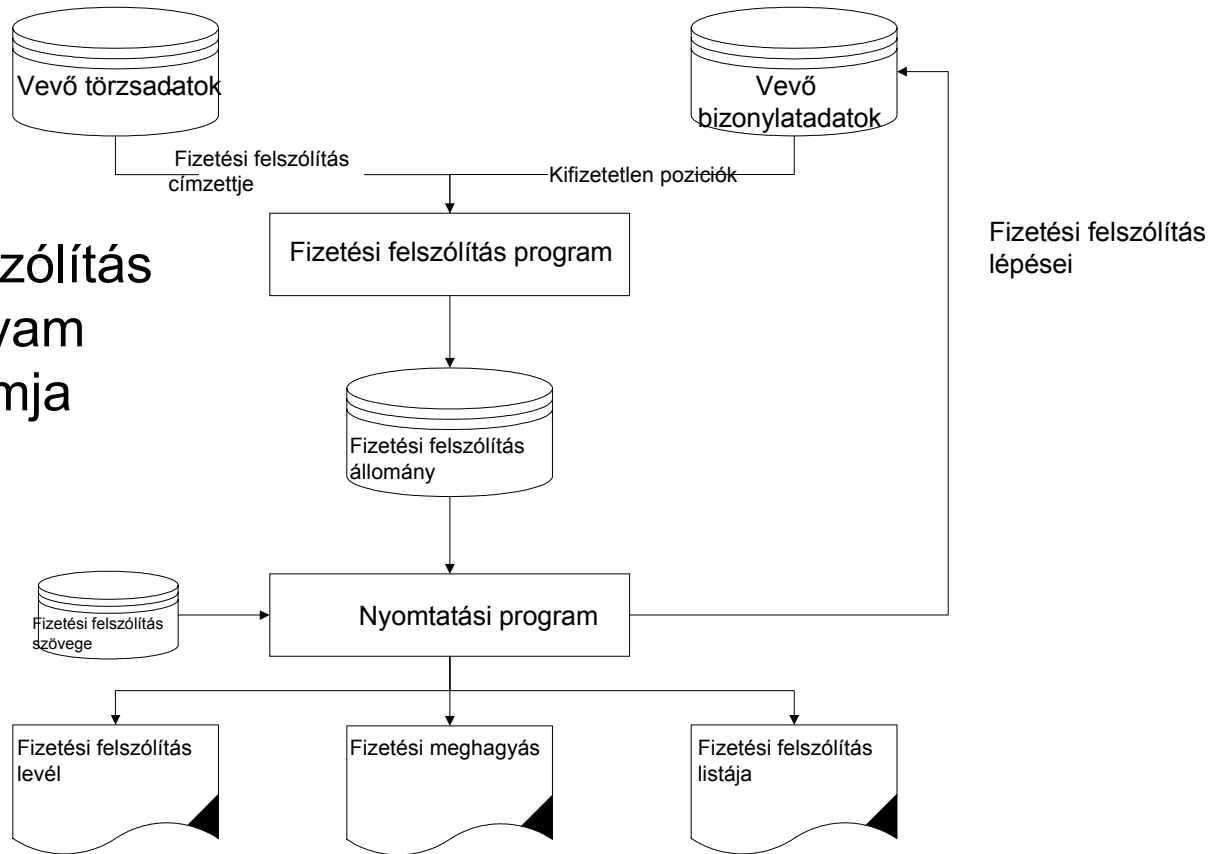 Vevő törzsadatok
Vevő
bizonylatadatok
Fizetési felszólítás
címzettje
Kifizetetlen poziciók
Fizetési felszólítás program
Fizetési felszólítás
lépései
zólítás
yam
mja
Fizetési felszólítás
állomány
Fizetési felszólítás
szövege
Nyomtatási program
Fizetési felszólítás
levél
Fizetési meghagyás
Fizetési felszólítás
listája